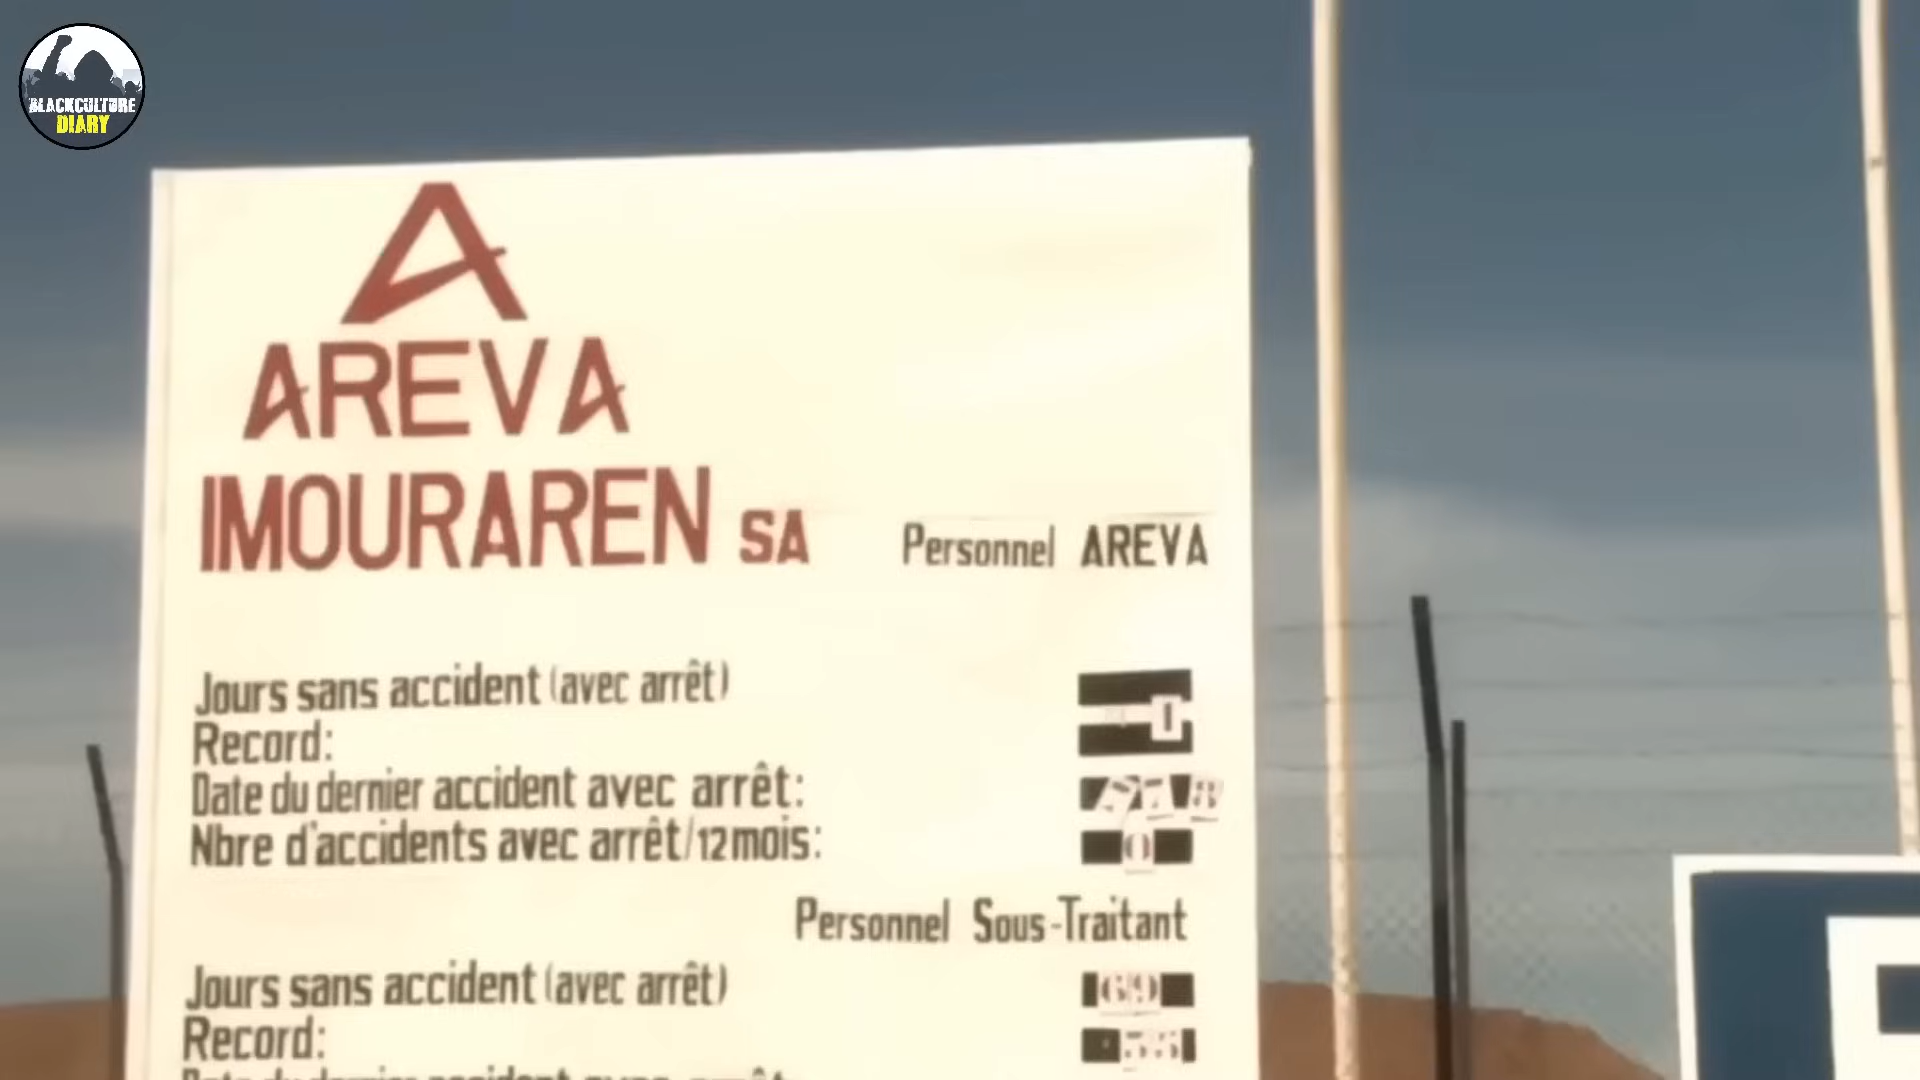 BLACKCULTURE
DIARY
AREVA
IMOURAREN SA
Personnel AREVA
Jours sans accident (avec arrêt)
Record:
Date du dernier accident avec arrêt:
Nbre d'accidents avec arrêt/12mois: 0
Personnel Sous-Traitant
Jours sans accident (avec arrêt) 69
Record: